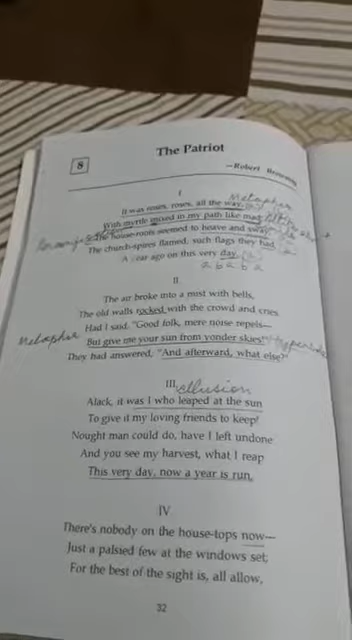 8
The Patriot
—Robert Browning
I
It was roses, roses, all the way,
Metaphor
With myrtle mixed in my path like mad:
The house-roofs seemed to heave and sway,
The church-spires flamed, such flags they had,
A year ago on this very day.
a b a b a
II
The air broke into a mist with bells,
The old walls rocked with the crowd and cries.
Had I said, "Good folk, mere noise repels—
Metaphor
But give me your sun from yonder skies!"
Hyperbole
They had answered, "And afterward, what else?"
III
allusion
Alack, it was I who leaped at the sun
To give it my loving friends to keep!
Nought man could do, have I left undone
And you see my harvest, what I reap
This very day, now a year is run.
IV
There's nobody on the house-tops now—
Just a palsied few at the windows set;
For the best of the sight is, all allow,
32